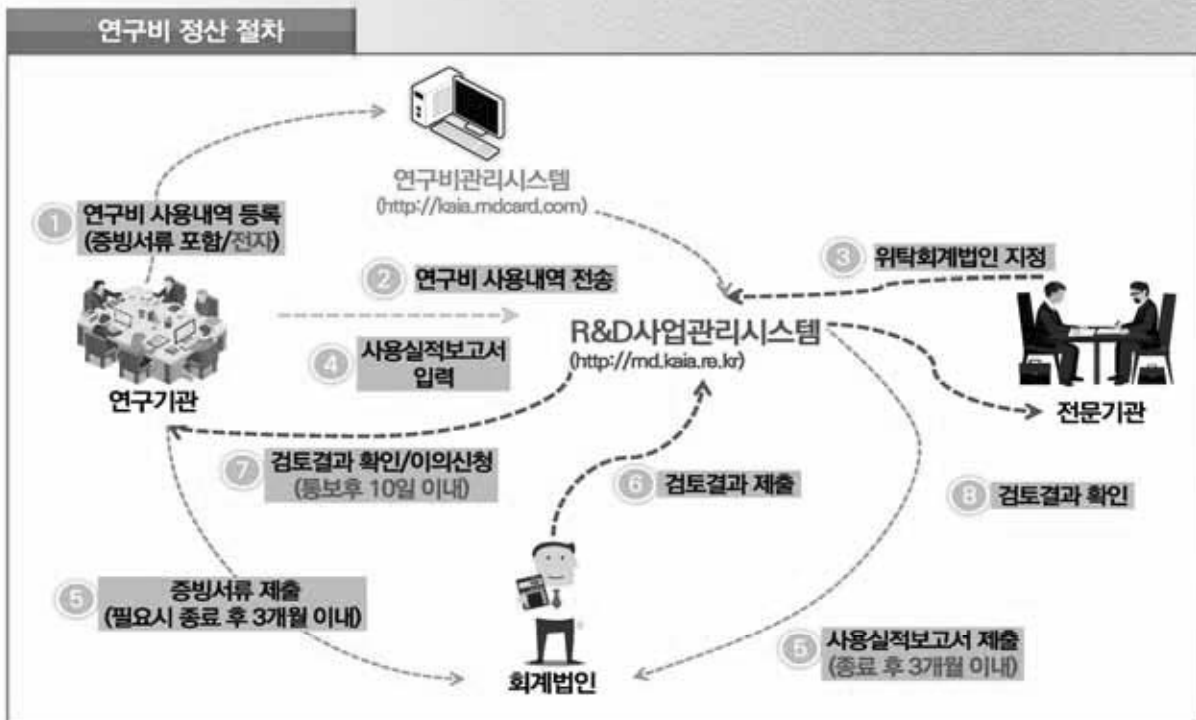 연구비 정산 절차
연구비관리시스템
(http://kaia.rndcard.com)
① 연구비 사용내역 등록
(증빙서류 포함/전자)
② 연구비 사용내역 전송
③ 위탁회계법인 지정
R&D사업관리시스템
(http://rnd.kaia.re.kr)
④ 사용실적보고서
입력
연구기관
전문기관
⑦ 검토결과 확인/이의신청
(통보후 10일 이내)
⑥ 검토결과 제출
⑧ 검토결과 확인
⑤ 증빙서류 제출
(필요시 종료 후 3개월 이내)
⑤ 사용실적보고서 제출
(종료 후 3개월 이내)
회계법인